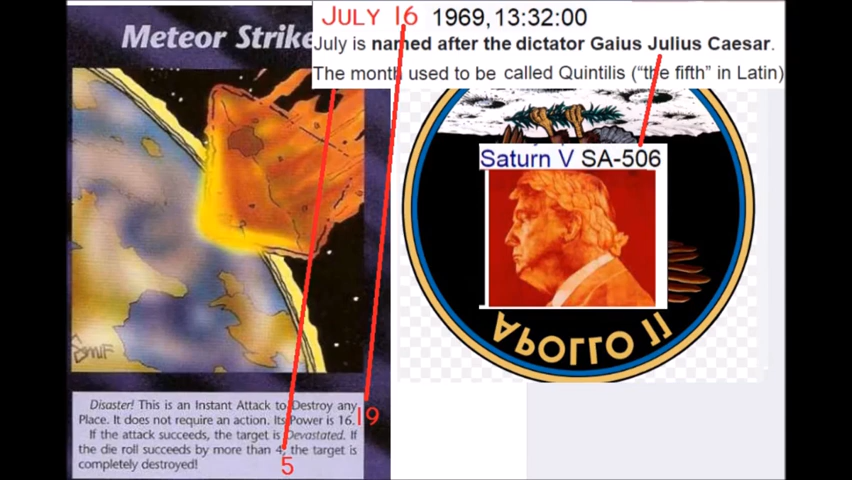 JULY 16 1969, 13:32:00
July is named after the dictator Gaius Julius Caesar.
The month used to be called Quintilis ("the fifth" in Latin)
Meteor Strike
Saturn V SA-506
APOLLO 11
Disaster! This is an Instant Attack to Destroy any
Place. It does not require an action. Its Power is 16.
19
If the attack succeeds, the target is Devastated. If
the die roll succeeds by more than 4, the target is
5
completely destroyed!